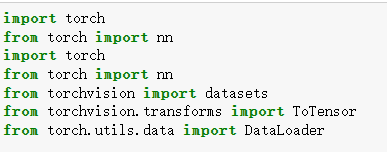 import torch
from torch import nn
import torch
from torch import nn
from torchvision import datasets
from torchvision.transforms import ToTensor
from torch.utils.data import DataLoader